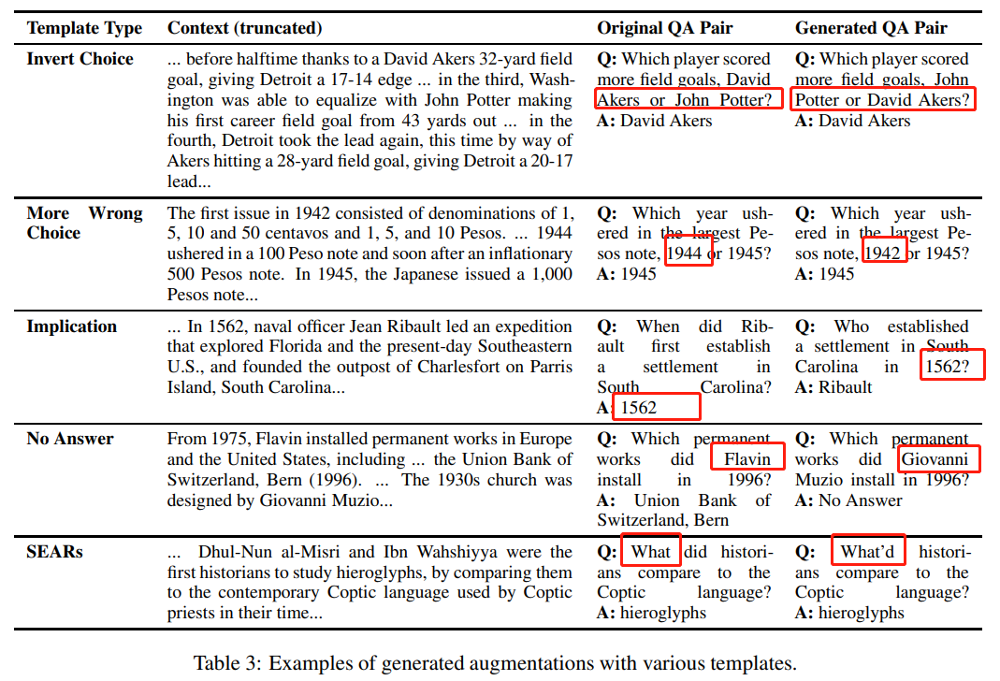 Template Type Context (truncated) Original QA Pair Generated QA Pair
Invert Choice
... before halftime thanks to a David Akers 32-yard field
goal, giving Detroit a 17-14 edge ... in the third, Wash-
ington was able to equalize with John Potter making
his first career field goal from 43 yards out ... in the
fourth, Detroit took the lead again, this time by way of
Akers hitting a 28-yard field goal, giving Detroit a 20-17
lead...
Q: Which player scored
more field goals, David
Akers or John Potter?
A: David Akers
Q: Which player scored
more field goals, John
Potter or David Akers?
A: David Akers
More Wrong
Choice
The first issue in 1942 consisted of denominations of 1,
5, 10 and 50 centavos and 1, 5, and 10 Pesos. ... 1944
ushered in a 100 Peso note and soon after an inflationary
500 Pesos note. In 1945, the Japanese issued a 1,000
Pesos note...
Q: Which year ush-
ered in the largest Pe-
sos note, 1944 or 1945?
A: 1945
Q: Which year ush-
ered in the largest Pe-
sos note, 1942 or 1945?
A: 1945
Implication
... In 1562, naval officer Jean Ribault led an expedition
that explored Florida and the present-day Southeastern
U.S., and founded the outpost of Charlesfort on Parris
Island, South Carolina...
Q: When did Rib-
ault first establish
a settlement in
South Carolina?
A: 1562
Q: Who established
a settlement in South
Carolina in 1562?
A: Ribault
No Answer
From 1975, Flavin installed permanent works in Europe
and the United States, including ... the Union Bank of
Switzerland, Bern (1996). ... The 1930s church was
designed by Giovanni Muzio...
Q: Which permanent
works did Flavin
install in 1996?
A: Union Bank of
Switzerland, Bern
Q: Which permanent
works did Giovanni
Muzio install in 1996?
A: No Answer
SEARs
... Dhul-Nun al-Misri and Ibn Wahshiyya were the
first historians to study hieroglyphs, by comparing them
to the contemporary Coptic language used by Coptic
priests in their time...
Q: What did histori-
ans compare to the
Coptic language?
A: hieroglyphs
Q: What'd histori-
ans compare to the
Coptic language?
A: hieroglyphs
Table 3: Examples of generated augmentations with various templates.